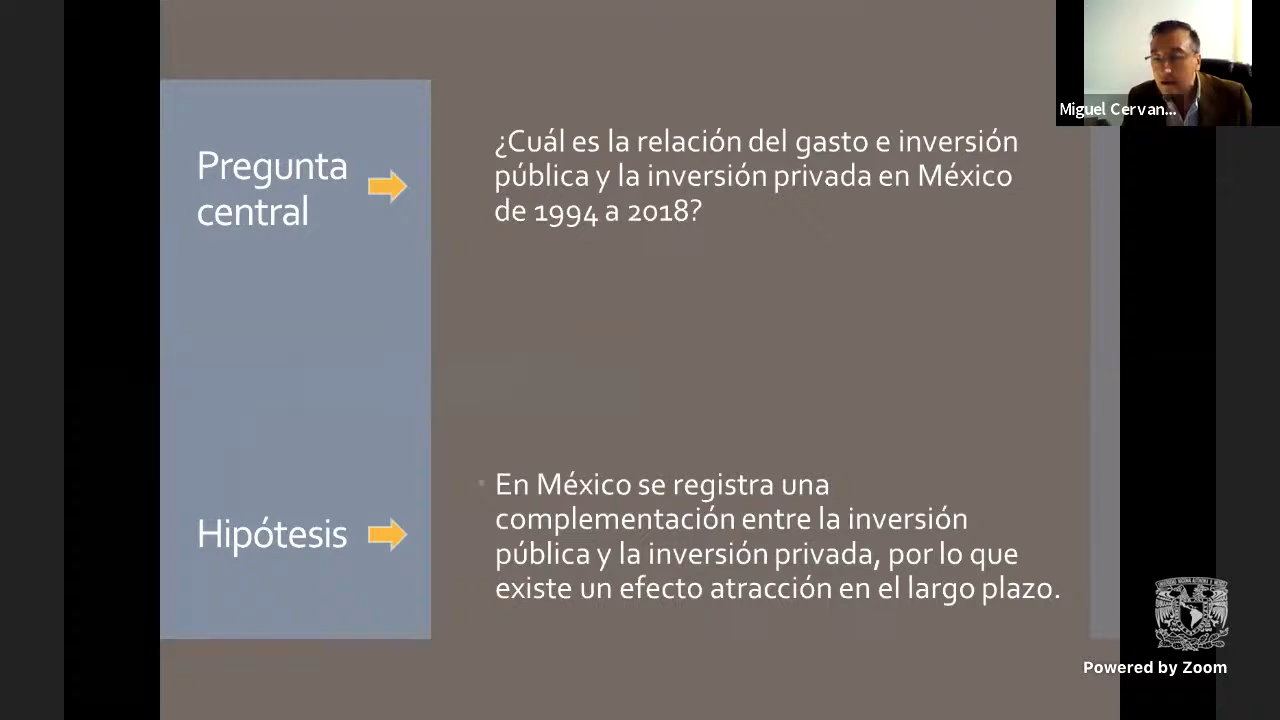 Pregunta
central
¿Cuál es la relación del gasto e inversión
pública y la inversión privada en México
de 1994 a 2018?
Hipótesis
En México se registra una
complementación entre la inversión
pública y la inversión privada, por lo que
existe un efecto atracción en el largo plazo.
Miguel Cervan...
Powered by Zoom